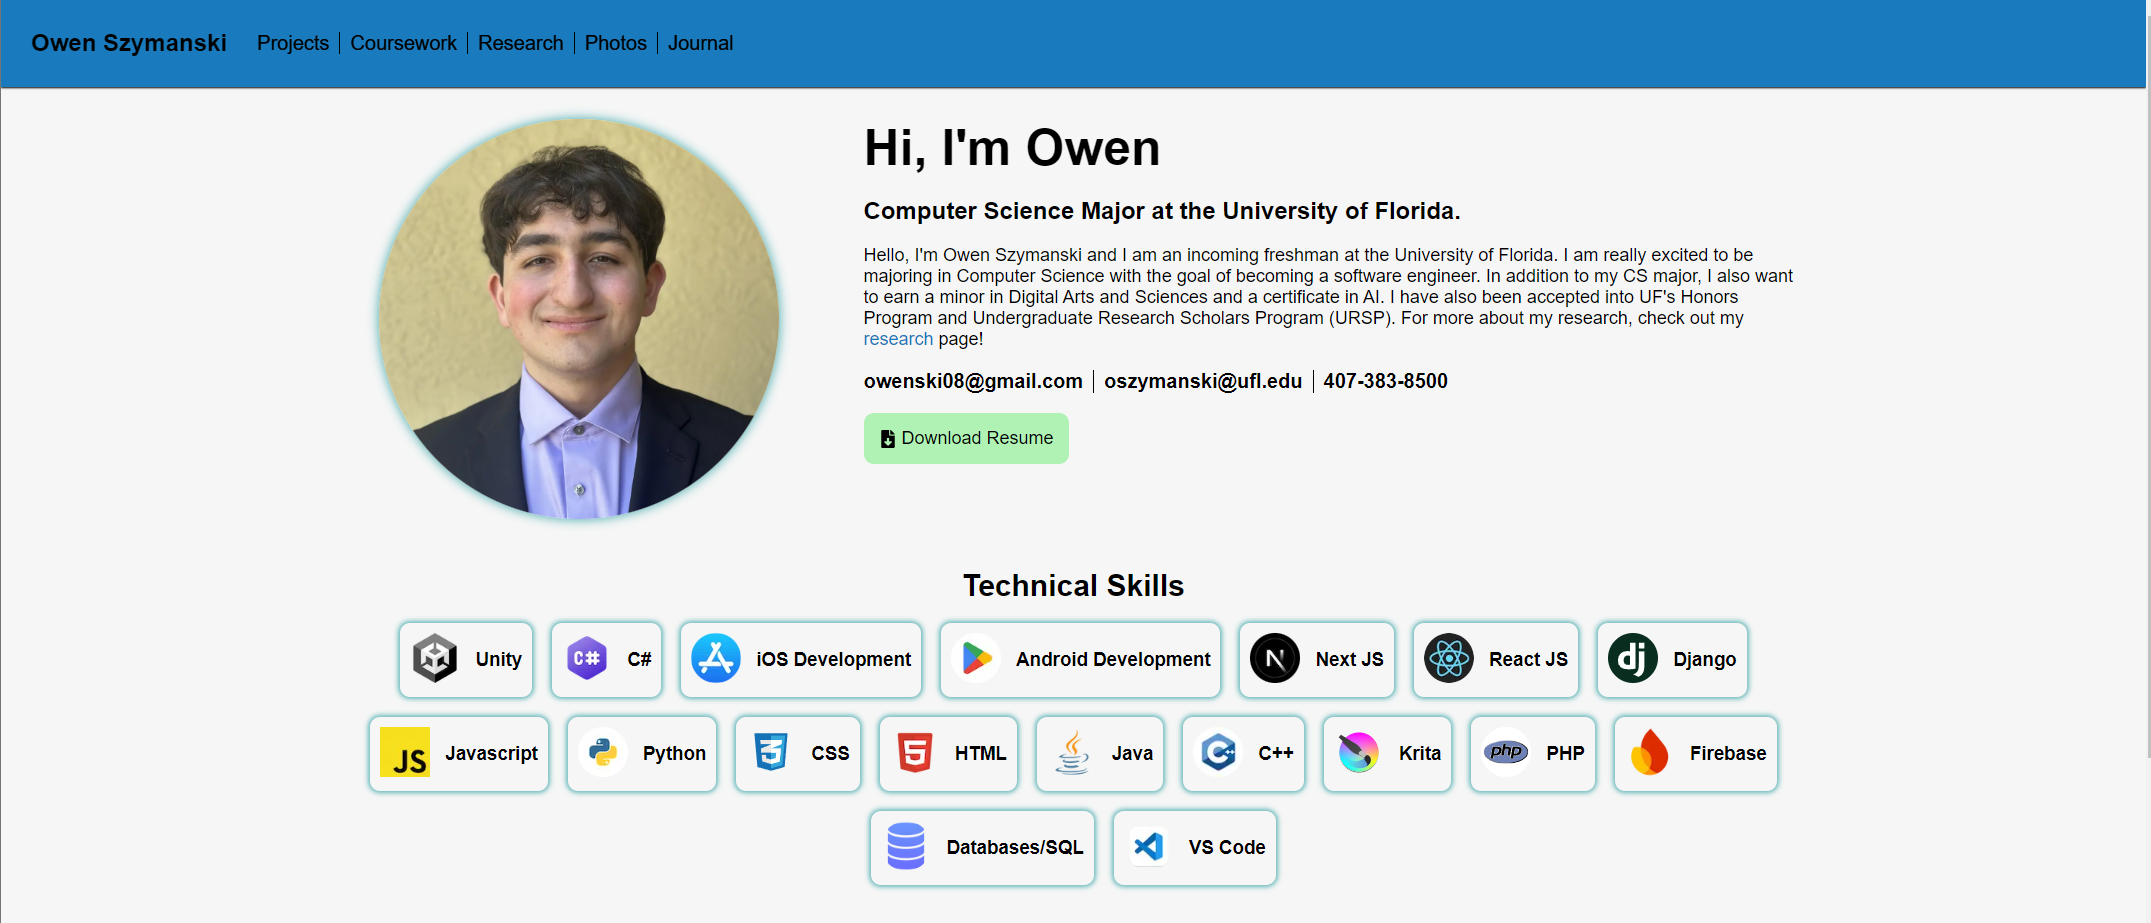 Owen Szymanski Projects Coursework Research Photos Journal
Hi, I'm Owen
Computer Science Major at the University of Florida.
Hello, I'm Owen Szymanski and I am an incoming freshman at the University of Florida. I am really excited to be
majoring in Computer Science with the goal of becoming a software engineer. In addition to my CS major, I also want
to earn a minor in Digital Arts and Sciences and a certificate in AI. I have also been accepted into UF's Honors
Program and Undergraduate Research Scholars Program (URSP). For more about my research, check out my
research page!
owenski08@gmail.com oszymanski@ufl.edu 407-383-8500
Download Resume
Technical Skills
Unity C# C# iOS Development Android Development N Next JS React JS dj Django
JS Javascript Python 3 CSS 5 HTML Java C++ C++ Krita php PHP Firebase
Databases/SQL VS Code